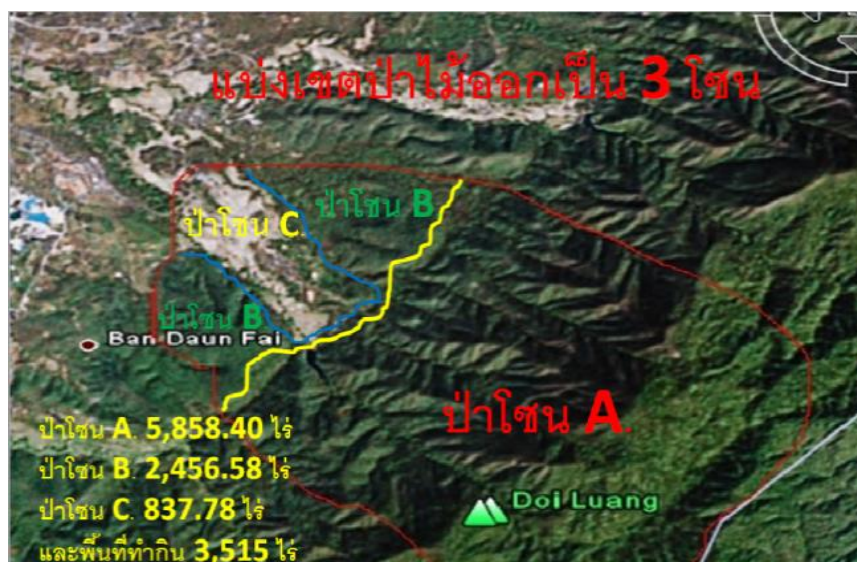 แบ่งเขตป่าไม้ออกเป็น 3 โซน
ป่าโซน B
ป่าโซน C.
ป่าโซน B
Ban Daun Fai
ป่าโซน A.
ป่าโซน A. 5,858.40 ไร่
ป่าโซน B. 2,456.58 ไร่
Doi Luang
ป่าโซน C. 837.78 ไร่
และพื้นที่ทำกิน 3,515 ไร่